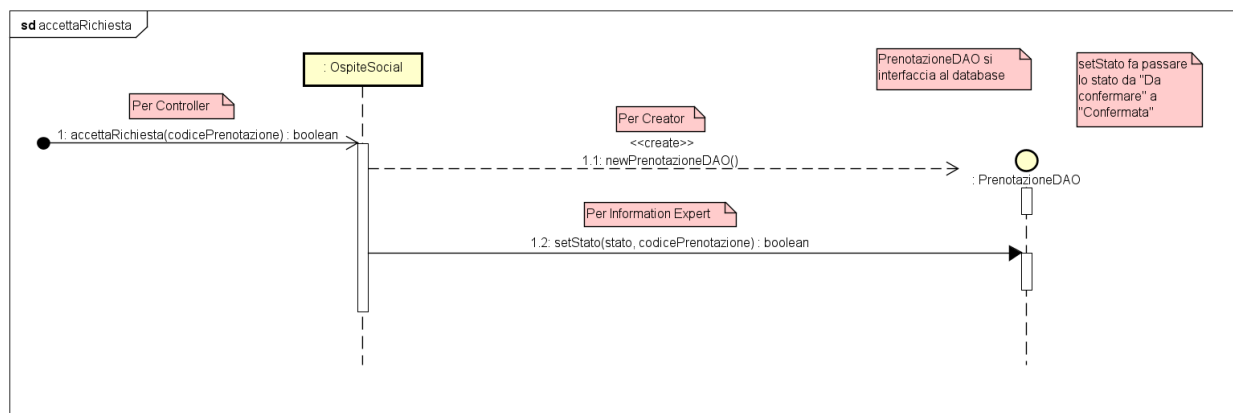 sd accettaRichiesta
: OspiteSocial
PrenotazioneDAO si
interfaccia al database
setStato fa passare
lo stato da "Da
confermare" a
"Confermata"
Per Controller
1: accettaRichiesta(codicePrenotazione) : boolean
Per Creator
<<create>>
1.1: newPrenotazioneDAO()
: PrenotazioneDAO
Per Information Expert
1.2: setStato(stato, codicePrenotazione) : boolean